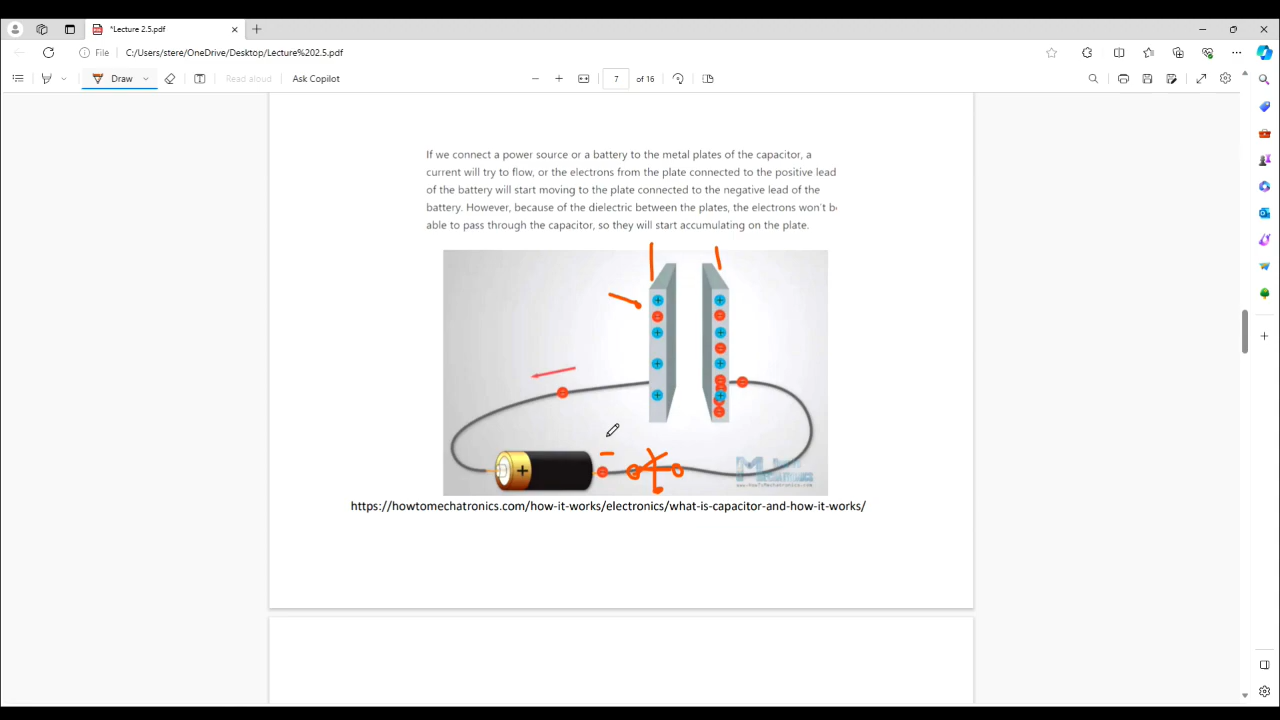 *Lecture 2.5.pdf
File
C:/Users/stere/OneDrive/Desktop/Lecture%202.5.pdf
Draw
Read aloud
Ask Copilot
7
of 16
If we connect a power source or a battery to the metal plates of the capacitor, a
current will try to flow, or the electrons from the plate connected to the positive lead
of the battery will start moving to the plate connected to the negative lead of the
battery. However, because of the dielectric between the plates, the electrons won't b
able to pass through the capacitor, so they will start accumulating on the plate.
https://howtomechatronics.com/how-it-works/electronics/what-is-capacitor-and-how-it-works/